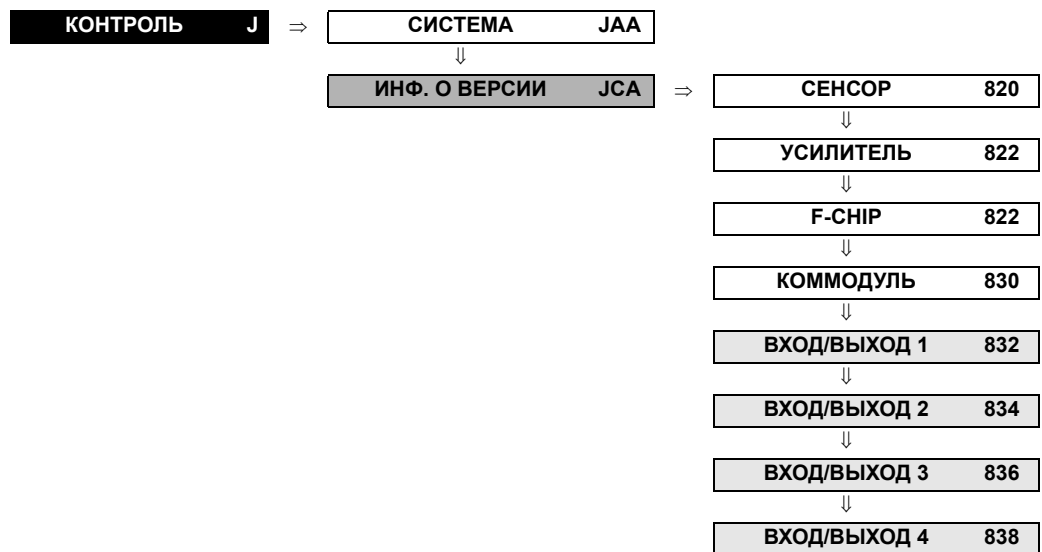 КОНТРОЛЬ J ⇒ СИСТЕМА JAA
⇓
ИНФ. О ВЕРСИИ JCA ⇒ СЕНСОР 820
⇓
УСИЛИТЕЛЬ 822
⇓
F-CHIP 822
⇓
КОММОДУЛЬ 830
⇓
ВХОД/ВЫХОД 1 832
⇓
ВХОД/ВЫХОД 2 834
⇓
ВХОД/ВЫХОД 3 836
⇓
ВХОД/ВЫХОД 4 838